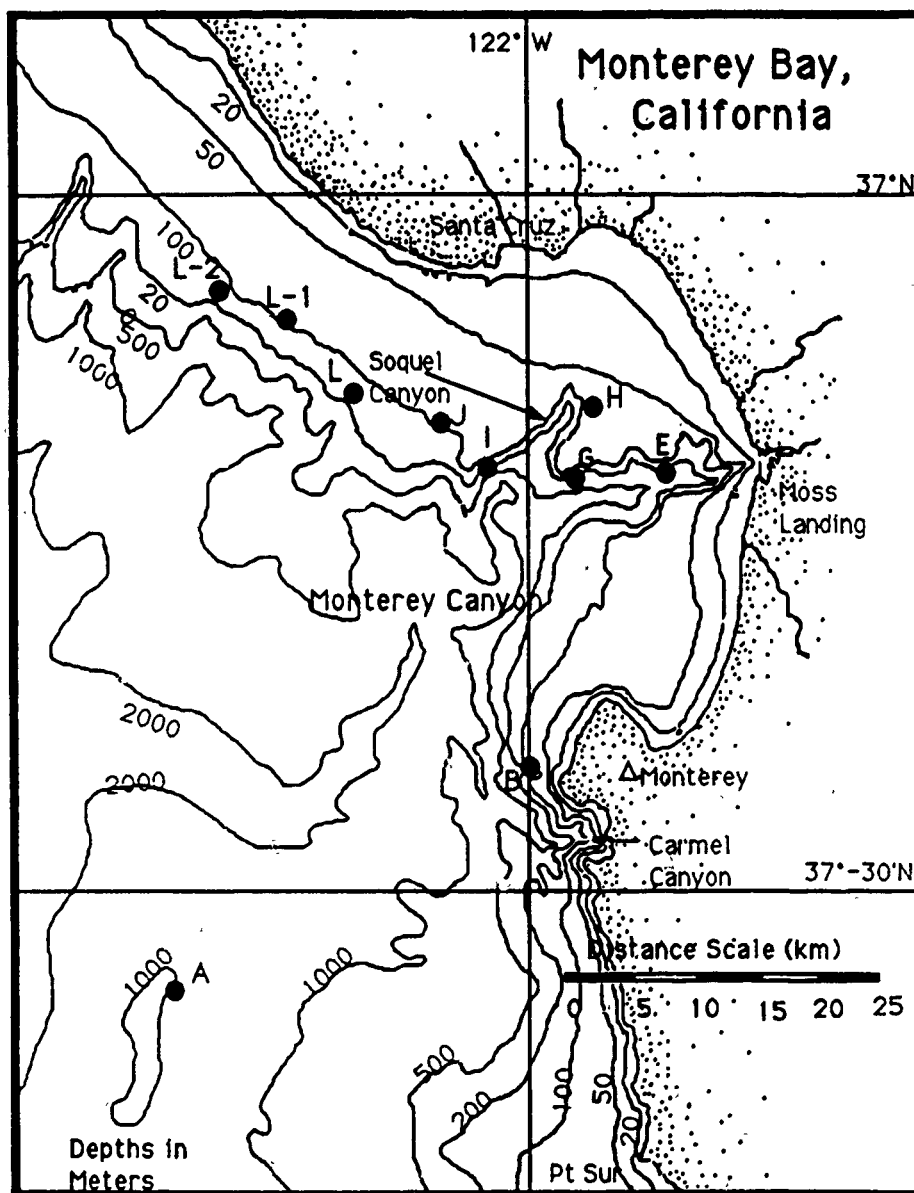 122° W
Monterey Bay,
California
20
50
37°N
Santa Cruz
100
L-2
L-1
20
0
500
1000
L
Soquel
Canyon
J
H
I
G
E
Moss
Landing
Monterey Canyon
2000
2000
B
Monterey
Carmel
Canyon
37°-30'N
Distance Scale (km)
0 5 10 15 20 25
1000
A
1000
500
200
100
50
20
Depths in
Meters
Pt Sur